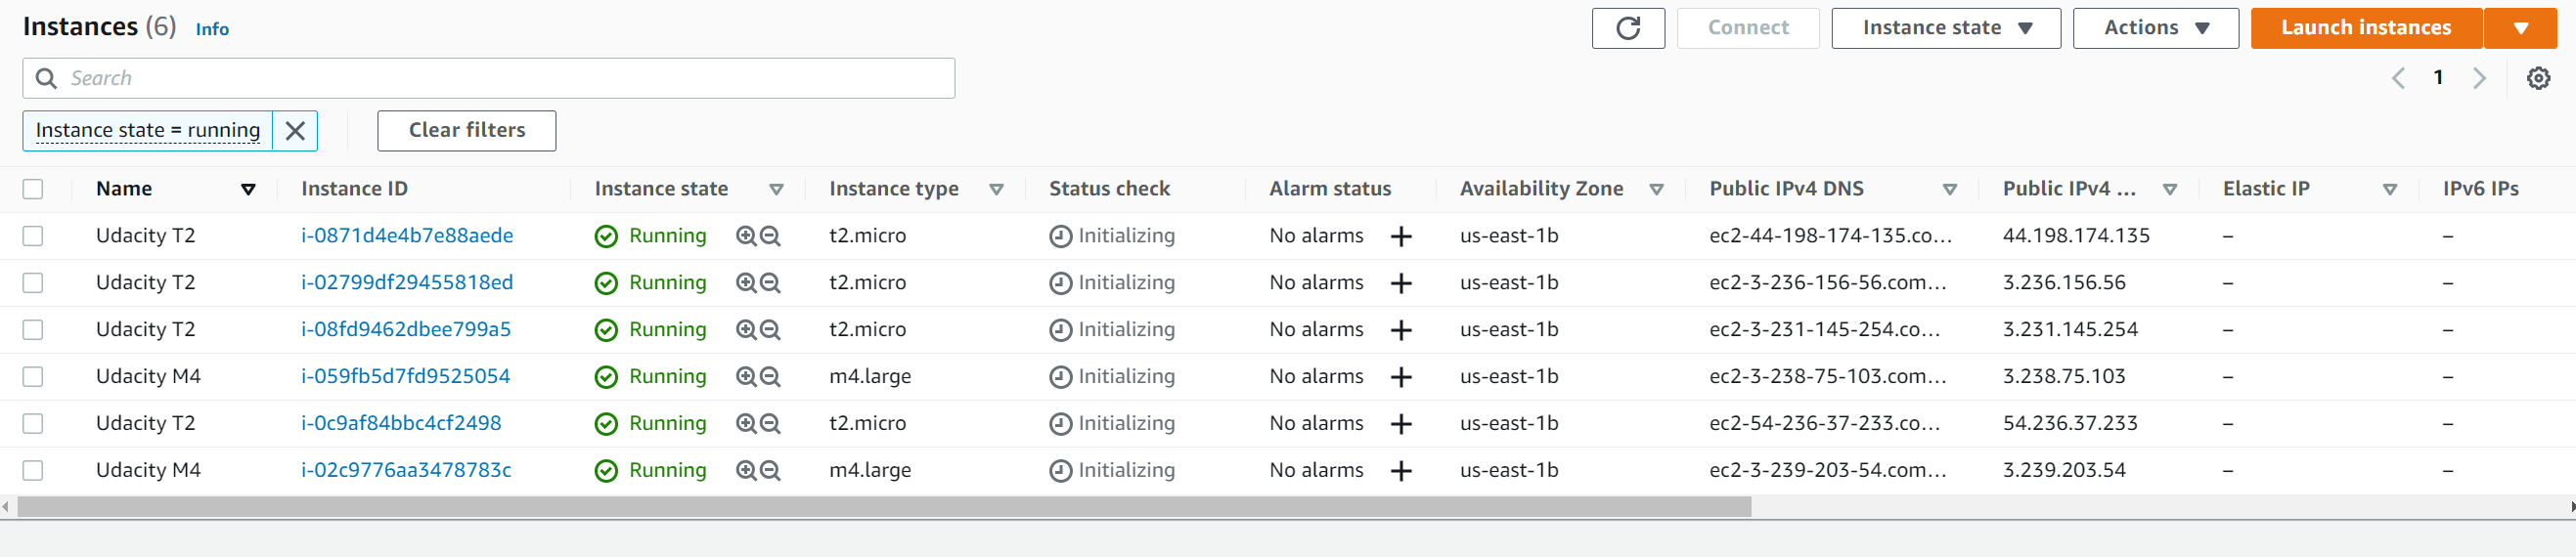 Instances (6) Info Connect Instance state Actions Launch instances
Search 1
Instance state = running Clear filters
Name Instance ID Instance state Instance type Status check Alarm status Availability Zone Public IPv4 DNS Public IPv4 ... Elastic IP IPv6 IPs
Udacity T2 i-0871d4e4b7e88aede Running t2.micro Initializing No alarms us-east-1b ec2-44-198-174-135.co... 44.198.174.135 – –
Udacity T2 i-02799df29455818ed Running t2.micro Initializing No alarms us-east-1b ec2-3-236-156-56.com... 3.236.156.56 – –
Udacity T2 i-08fd9462dbee799a5 Running t2.micro Initializing No alarms us-east-1b ec2-3-231-145-254.co... 3.231.145.254 – –
Udacity M4 i-059fb5d7fd9525054 Running m4.large Initializing No alarms us-east-1b ec2-3-238-75-103.com... 3.238.75.103 – –
Udacity T2 i-0c9af84bbc4cf2498 Running t2.micro Initializing No alarms us-east-1b ec2-54-236-37-233.co... 54.236.37.233 – –
Udacity M4 i-02c9776aa3478783c Running m4.large Initializing No alarms us-east-1b ec2-3-239-203-54.com... 3.239.203.54 – –